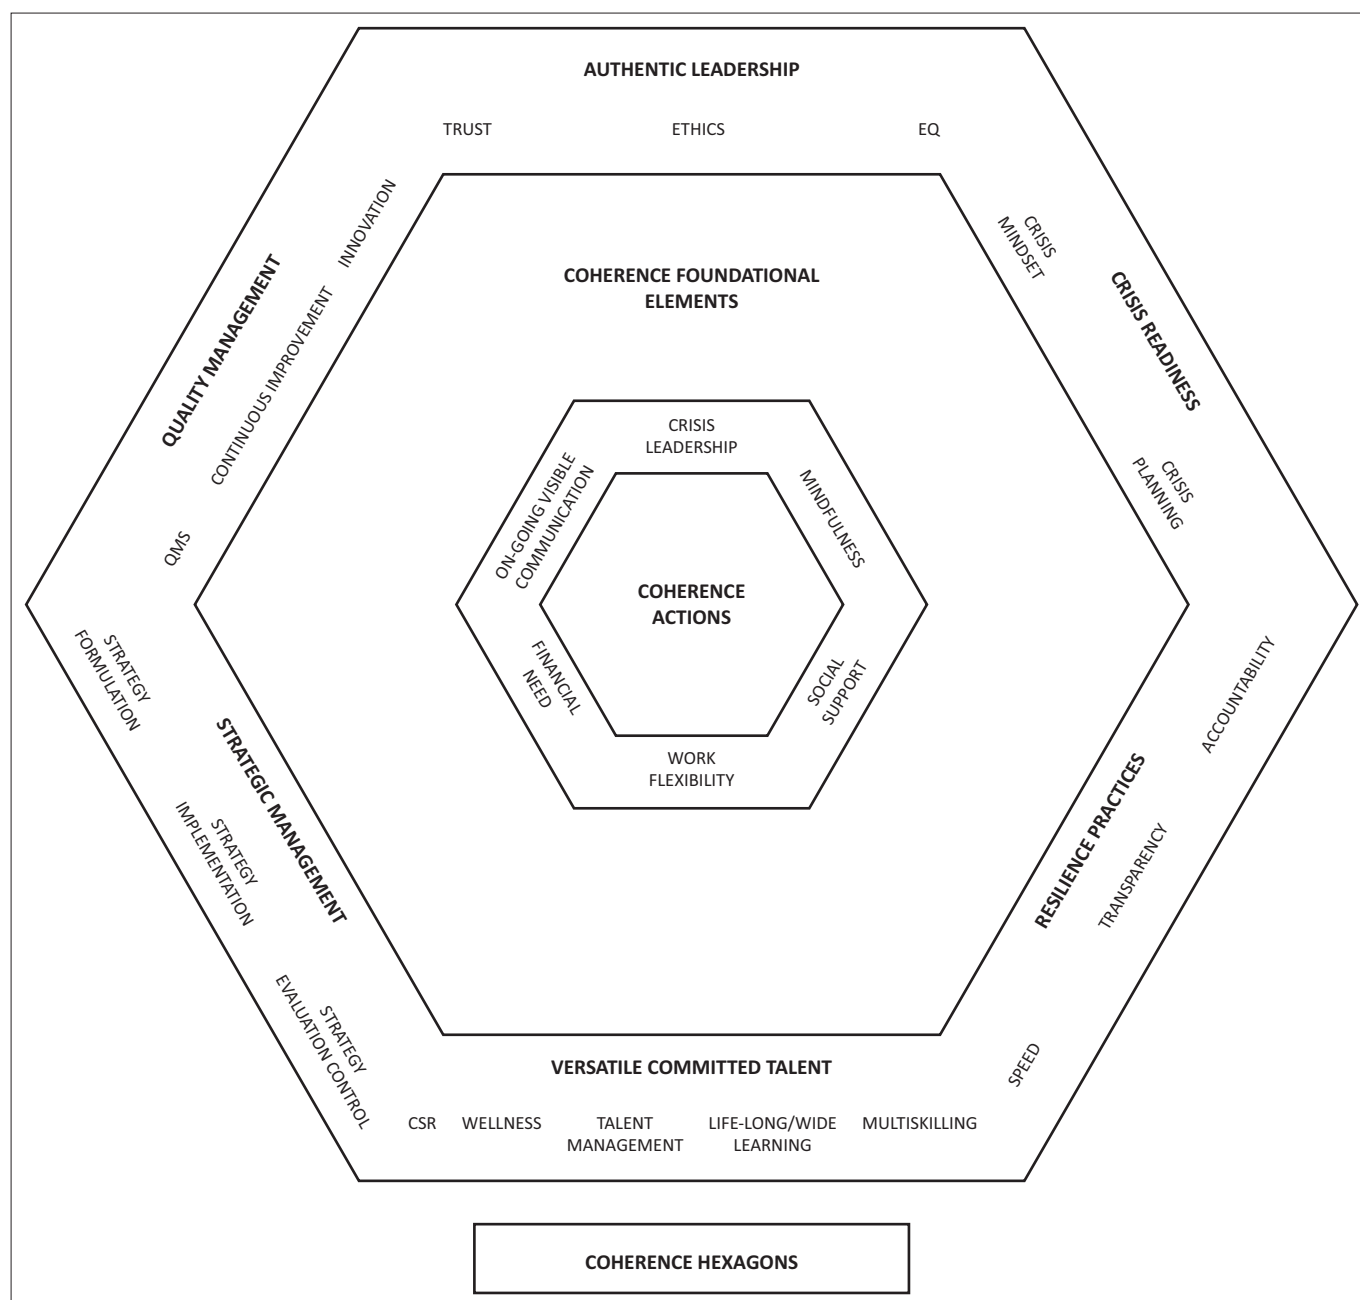 AUTHENTIC LEADERSHIP
TRUST
ETHICS
EQ
QUALITY MANAGEMENT
INNOVATION
CONTINUOUS IMPROVEMENT
QMS
CRISIS
MINDSET
CRISIS READINESS
CRISIS
PLANNING
COHERENCE FOUNDATIONAL
ELEMENTS
CRISIS
LEADERSHIP
ON-GOING VISIBLE
COMMUNICATION
MINDFULNESS
COHERENCE
ACTIONS
FINANCIAL
NEED
SOCIAL
SUPPORT
WORK
FLEXIBILITY
STRATEGY
FORMULATION
STRATEGIC MANAGEMENT
STRATEGY
IMPLEMENTATION
STRATEGY
EVALUATION CONTROL
ACCOUNTABILITY
RESILIENCE PRACTICES
TRANSPARENCY
SPEED
VERSATILE COMMITTED TALENT
CSR
WELLNESS
TALENT
MANAGEMENT
LIFE-LONG/WIDE
LEARNING
MULTISKILLING
COHERENCE HEXAGONS